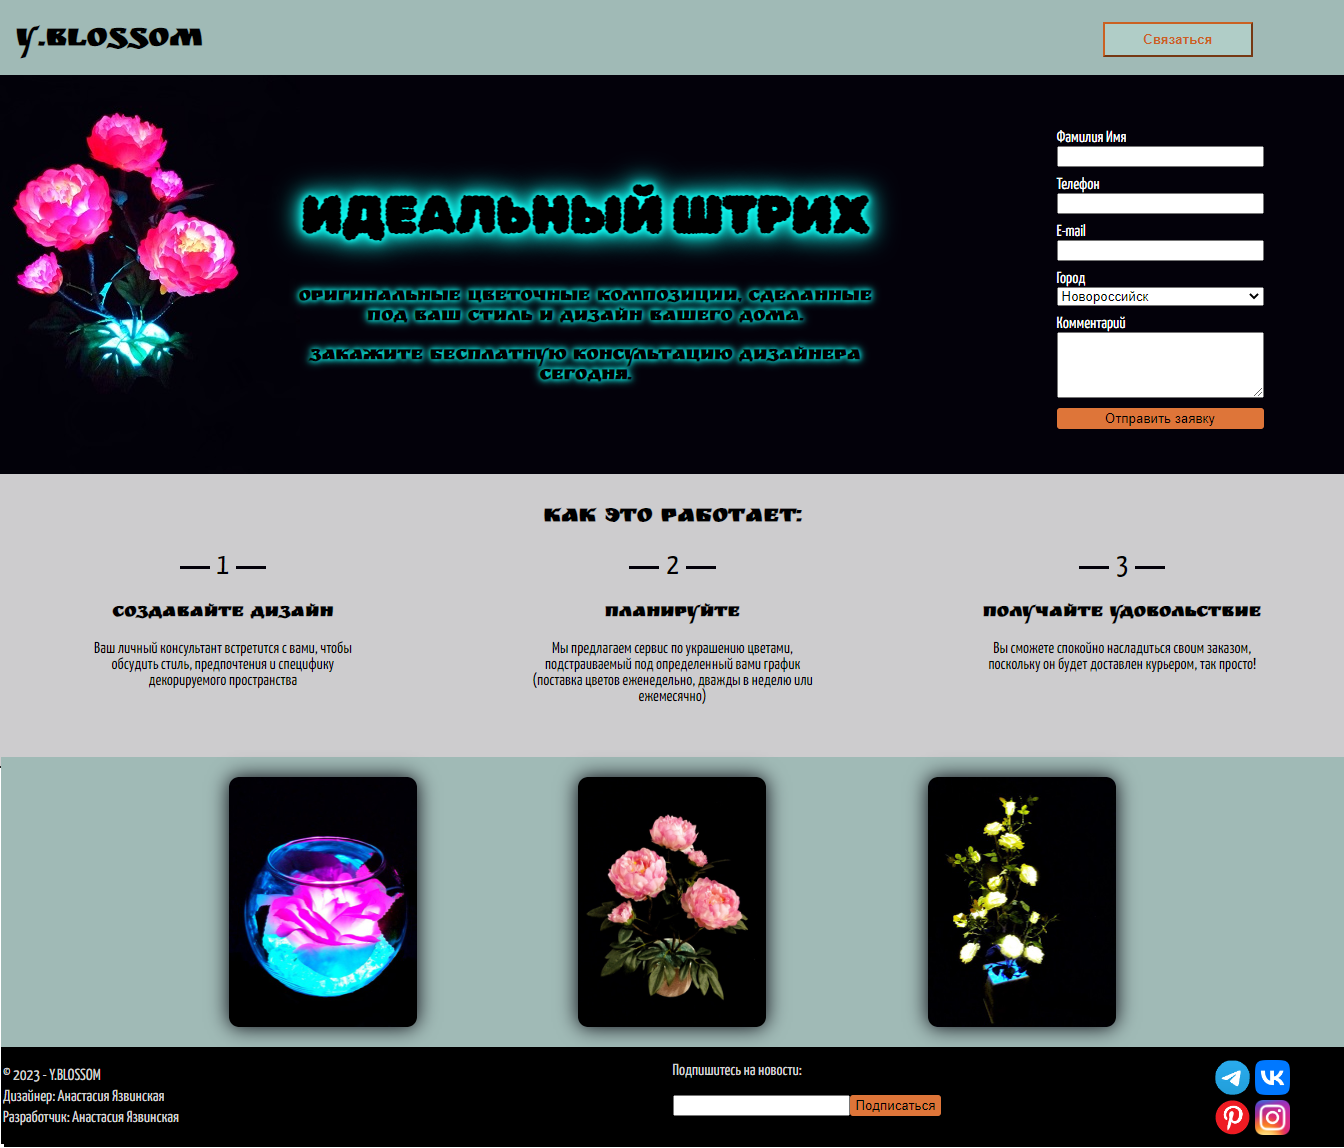 Y.BLOSSOM
Связаться
Фамилия Имя
Телефон
E-mail
Город
Новороссийск
Комментарий
Отправить заявку
ИДЕАЛЬНЫЙ ШТРИХ
ОРИГИНАЛЬНЫЕ ЦВЕТОЧНЫЕ КОМПОЗИЦИИ, СДЕЛАННЫЕ
ПОД ВАШ СТИЛЬ И ДИЗАЙН ВАШЕГО ДОМА.
ЗАКАЖИТЕ БЕСПЛАТНУЮ КОНСУЛЬТАЦИЮ ДИЗАЙНЕРА
СЕГОДНЯ.
КАК ЭТО РАБОТАЕТ:
1
СОЗДАВАЙТЕ ДИЗАЙН
Ваш личный консультант встретится с вами, чтобы
обсудить стиль, предпочтения и специфику
декорируемого пространства
2
ПЛАНИРУЙТЕ
Мы предлагаем сервис по украшению цветами,
подстраиваемый под определенный вами график
(поставка цветов еженедельно, дважды в неделю или
ежемесячно)
3
ПОЛУЧАЙТЕ УДОВОЛЬСТВИЕ
Вы сможете спокойно насладиться своим заказом,
поскольку он будет доставлен курьером, так просто!
© 2023 - Y.BLOSSOM
Дизайнер: Анастасия Язвинская
Разработчик: Анастасия Язвинская
Подпишитесь на новости:
Подписаться